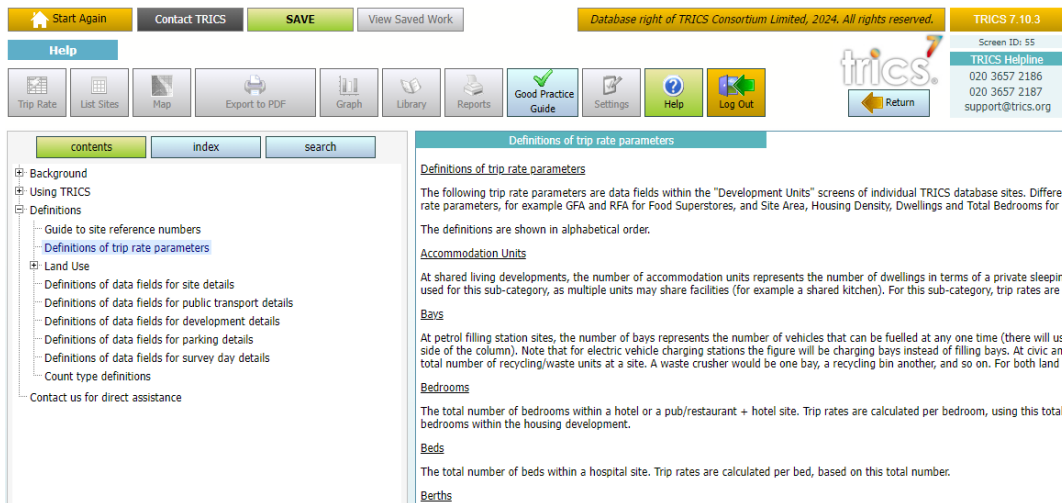 Start Again
Contact TRICS
SAVE
View Saved Work
Database right of TRICS Consortium Limited, 2024. All rights reserved.
TRICS 7.10.3
Help
Screen ID: 55
TRICS Helpline
020 3657 2186
020 3657 2187
support@trics.org
trics 7
Return
Trip Rate
List Sites
Map
Export to PDF
Graph
Library
Reports
Good Practice
Guide
Settings
Help
Log Out
contents
index
search
Background
Using TRICS
Definitions
Guide to site reference numbers
Definitions of trip rate parameters
Land Use
Definitions of data fields for site details
Definitions of data fields for public transport details
Definitions of data fields for development details
Definitions of data fields for parking details
Definitions of data fields for survey day details
Count type definitions
Contact us for direct assistance
Definitions of trip rate parameters
Definitions of trip rate parameters
The following trip rate parameters are data fields within the "Development Units" screens of individual TRICS database sites. Differe
rate parameters, for example GFA and RFA for Food Superstores, and Site Area, Housing Density, Dwellings and Total Bedrooms for
The definitions are shown in alphabetical order.
Accommodation Units
At shared living developments, the number of accommodation units represents the number of dwellings in terms of a private sleepin
used for this sub-category, as multiple units may share facilities (for example a shared kitchen). For this sub-category, trip rates are
Bays
At petrol filling station sites, the number of bays represents the number of vehicles that can be fuelled at any one time (there will us
side of the column). Note that for electric vehicle charging stations the figure will be charging bays instead of filling bays. At civic an
total number of recycling/waste units at a site. A waste crusher would be one bay, a recycling bin another, and so on. For both land
Bedrooms
The total number of bedrooms within a hotel or a pub/restaurant + hotel site. Trip rates are calculated per bedroom, using this total
bedrooms within the housing development.
Beds
The total number of beds within a hospital site. Trip rates are calculated per bed, based on this total number.
Berths